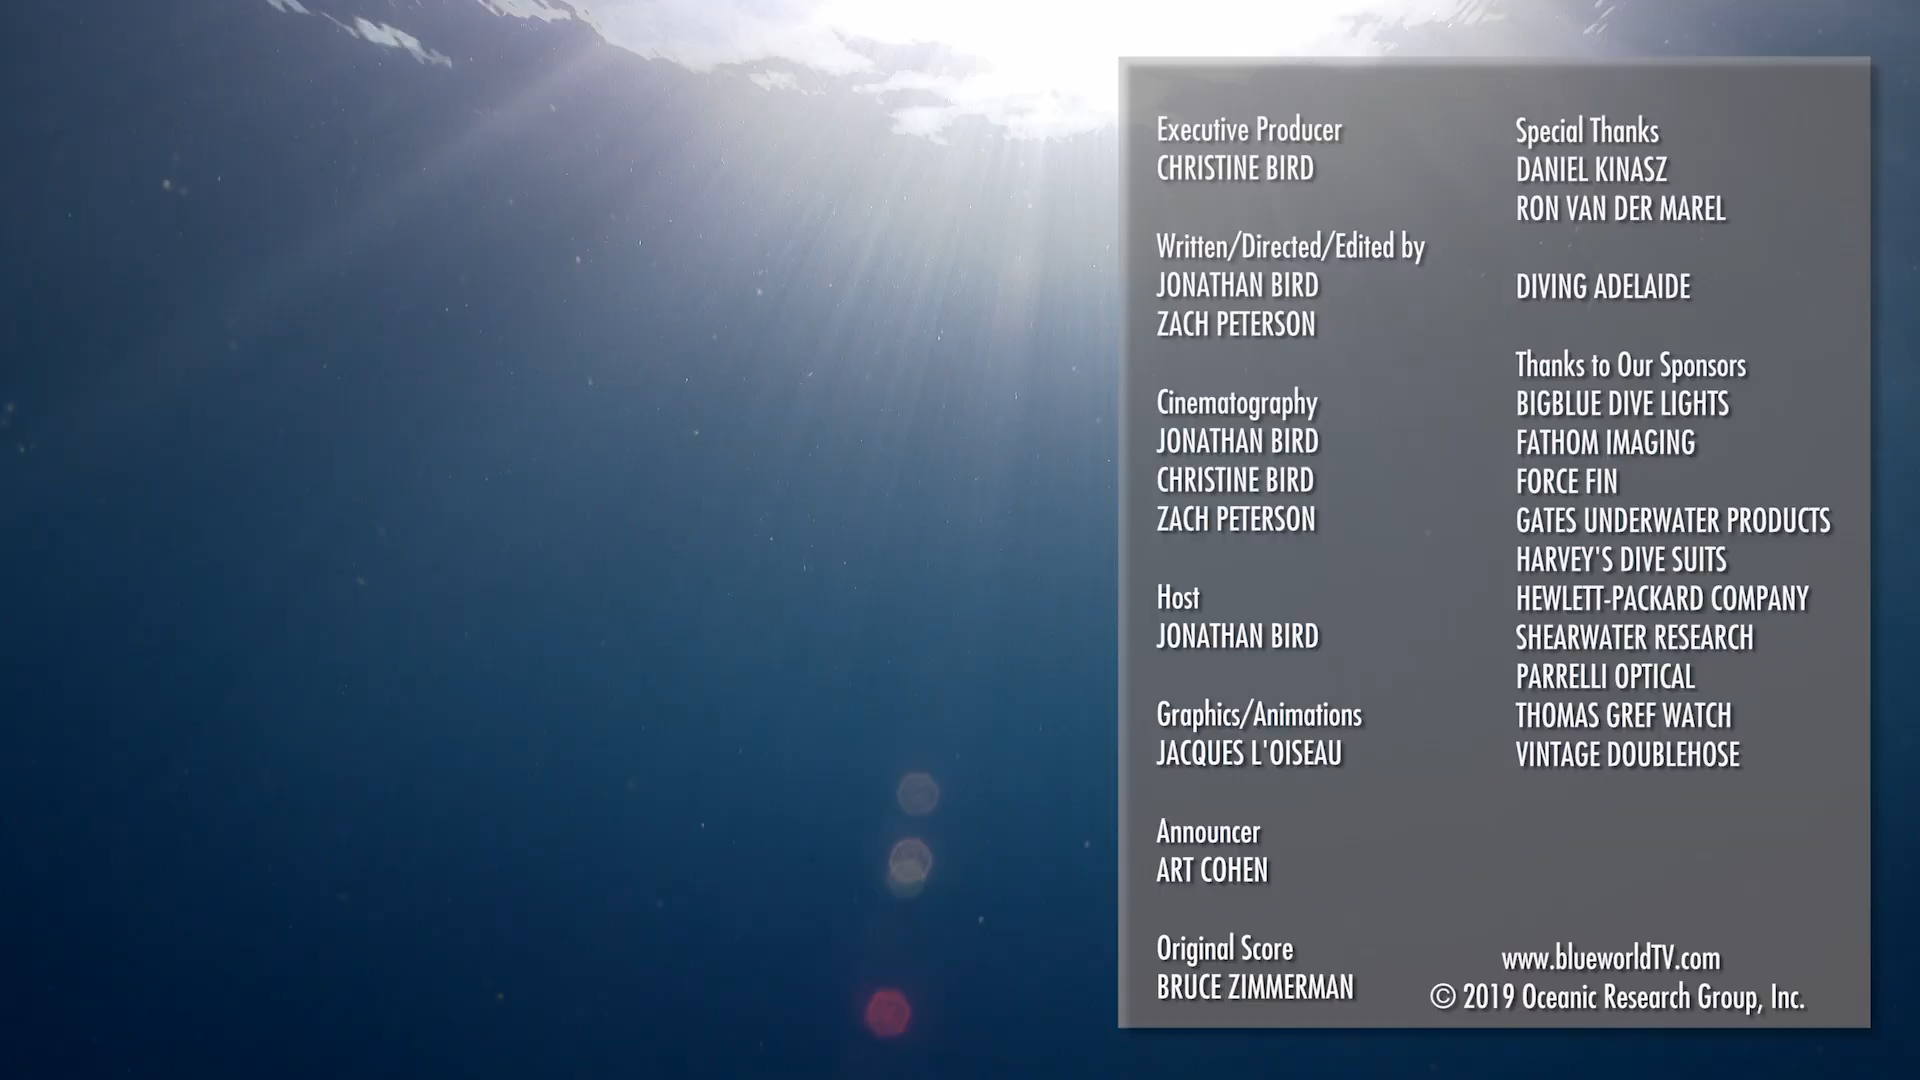 Executive Producer
CHRISTINE BIRD
Written/Directed/Edited by
JONATHAN BIRD
ZACH PETERSON
Cinematography
JONATHAN BIRD
CHRISTINE BIRD
ZACH PETERSON
Host
JONATHAN BIRD
Graphics/Animations
JACQUES L'OISEAU
Announcer
ART COHEN
Original Score
BRUCE ZIMMERMAN
Special Thanks
DANIEL KINASZ
RON VAN DER MAREL
DIVING ADELAIDE
Thanks to Our Sponsors
BIGBLUE DIVE LIGHTS
FATHOM IMAGING
FORCE FIN
GATES UNDERWATER PRODUCTS
HARVEY'S DIVE SUITS
HEWLETT-PACKARD COMPANY
SHEARWATER RESEARCH
PARRELLI OPTICAL
THOMAS GREF WATCH
VINTAGE DOUBLEHOSE
www.blueworldTV.com
© 2019 Oceanic Research Group, Inc.